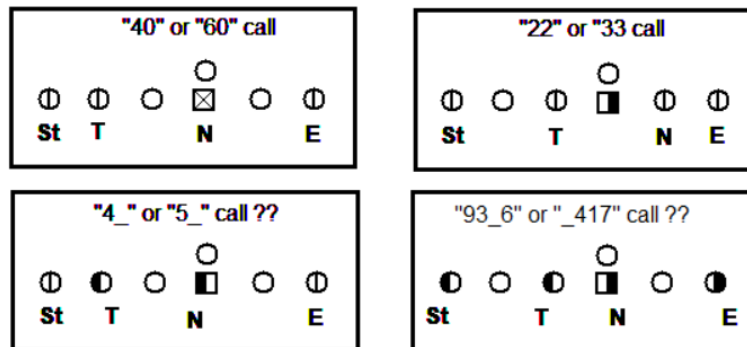 "40" or "60" call
St T N E
"22" or "33 call
St T N E
"4_" or "5_" call ??
St T N E
"93_6" or "_417" call ??
St T N E